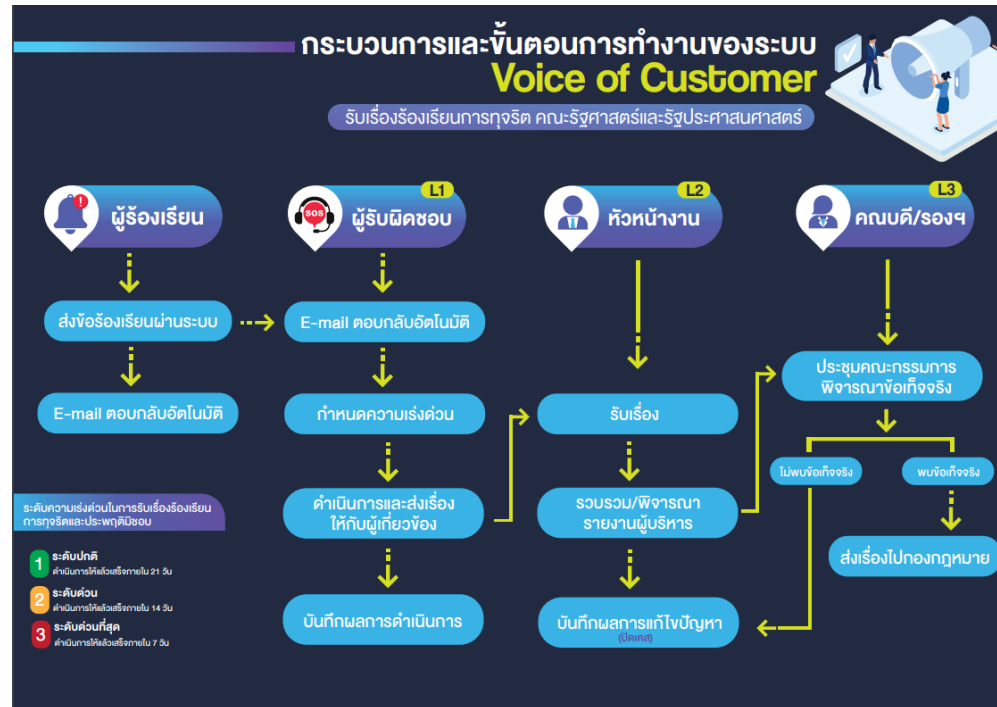 กระบวนการและขั้นตอนการทำงานของระบบ
Voice of Customer
รับเรื่องร้องเรียนการทุจริต คณะรัฐศาสตร์และรัฐประศาสนศาสตร์
ผู้ร้องเรียน
L1
SOS
ผู้รับผิดชอบ
L2
หัวหน้างาน
L3
คณบดี/รองฯ
ส่งข้อร้องเรียนผ่านระบบ
E-mail ตอบกลับอัตโนมัติ
E-mail ตอบกลับอัตโนมัติ
กำหนดความเร่งด่วน
ดำเนินการและส่งเรื่อง
ให้กับผู้เกี่ยวข้อง
บันทึกผลการดำเนินการ
รับเรื่อง
รวบรวม/พิจารณา
รายงานผู้บริหาร
บันทึกผลการแก้ไขปัญหา
(ปิดเคส)
ประชุมคณะกรรมการ
พิจารณาข้อเท็จจริง
ไม่พบข้อเท็จจริง
พบข้อเท็จจริง
ส่งเรื่องไปกองกฎหมาย
ระดับความเร่งด่วนในการรับเรื่องร้องเรียน
การทุจริตและประพฤติมิชอบ
1 ระดับปกติ
ดำเนินการให้แล้วเสร็จภายใน 21 วัน
2 ระดับด่วน
ดำเนินการให้แล้วเสร็จภายใน 14 วัน
3 ระดับด่วนที่สุด
ดำเนินการให้แล้วเสร็จภายใน 7 วัน